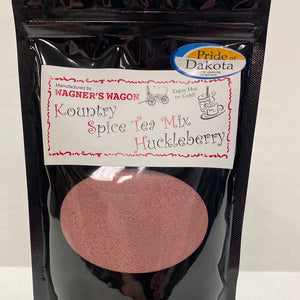 Pride of
Dakota
Manufactured by
WAGNER'S WAGON
Enjoy Hot
or Cold!
Kountry
Spice Tea Mix
Huckleberry